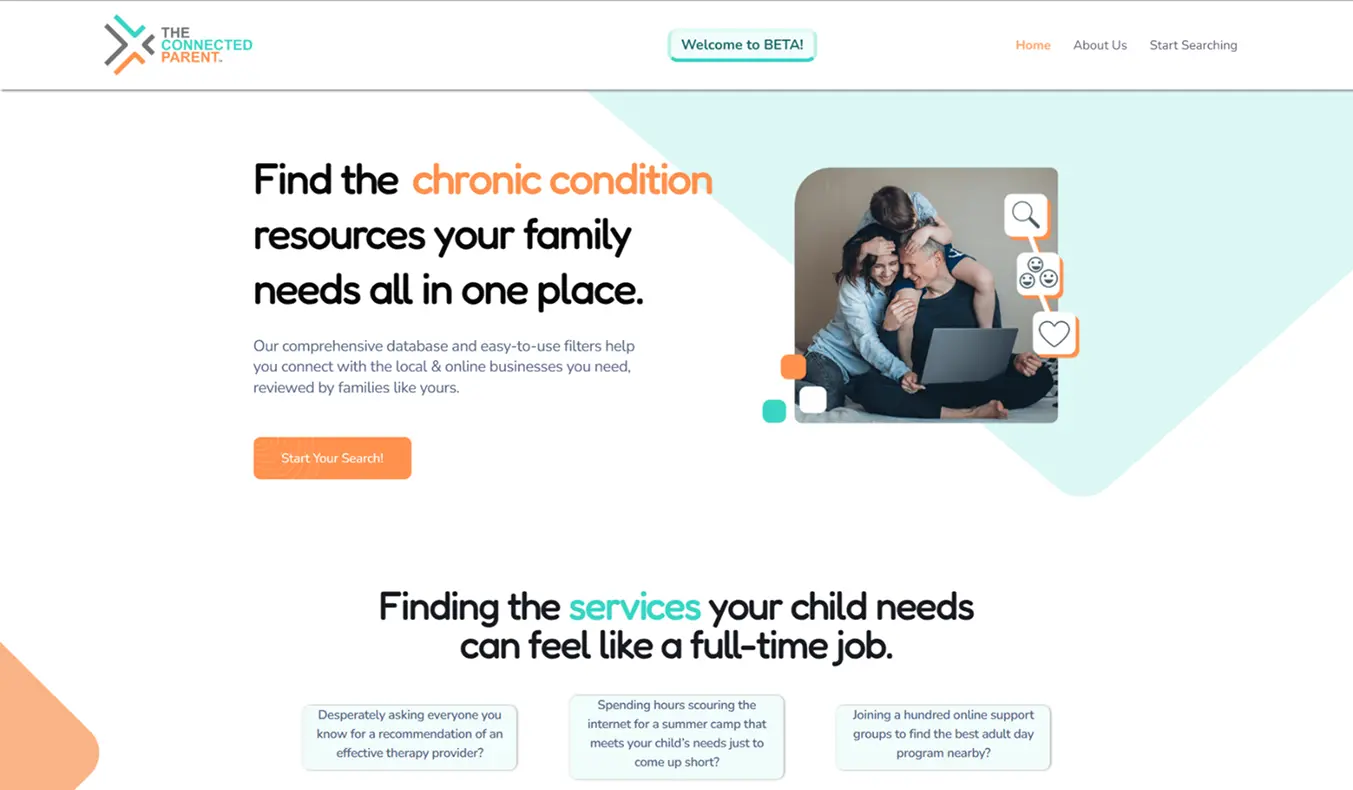 THE
CONNECTED
PARENT
Welcome to BETA!
Home
About Us
Start Searching
Find the chronic condition
resources your family
needs all in one place.
Our comprehensive database and easy-to-use filters help
you connect with the local & online businesses you need,
reviewed by families like yours.
Start Your Search!
Finding the services your child needs
can feel like a full-time job.
Desperately asking everyone you
know for a recommendation of an
effective therapy provider?
Spending hours scouring the
internet for a summer camp that
meets your child’s needs just to
come up short?
Joining a hundred online support
groups to find the best adult day
program nearby?